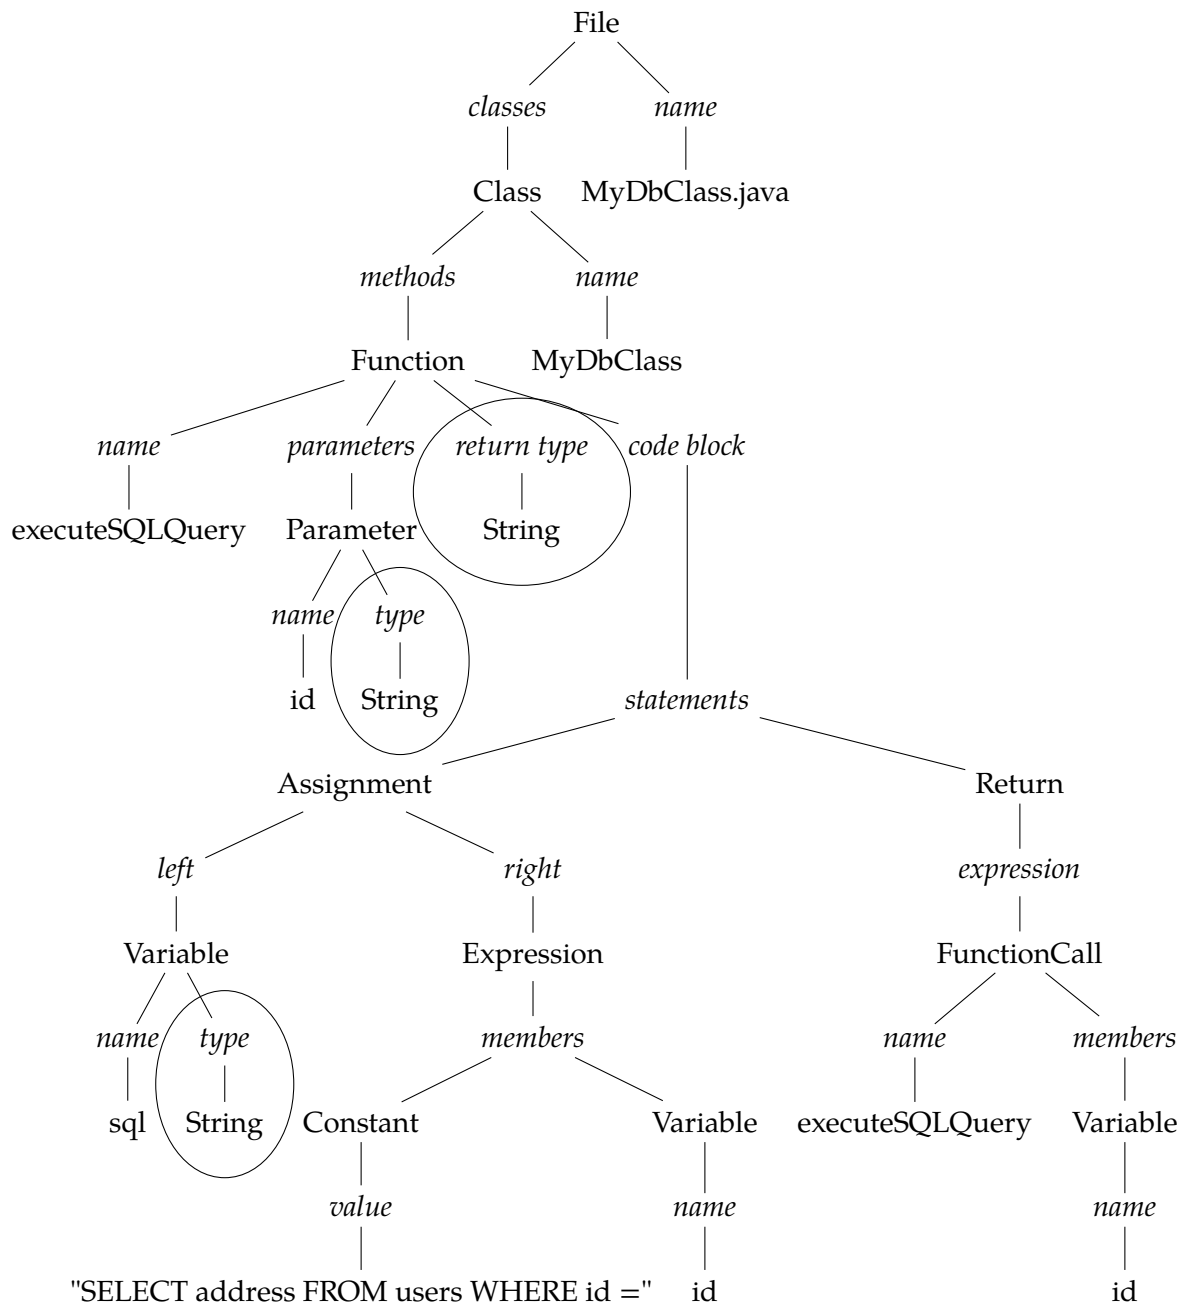 File
classes name
Class MyDbClass.java
methods name
Function MyDbClass
name parameters return type code block
executeSQLQuery Parameter String
name type
id String statements
Assignment Return
left right expression
Variable Expression FunctionCall
name type members name members
sql String Constant Variable executeSQLQuery Variable
value name name
"SELECT address FROM users WHERE id =" id id